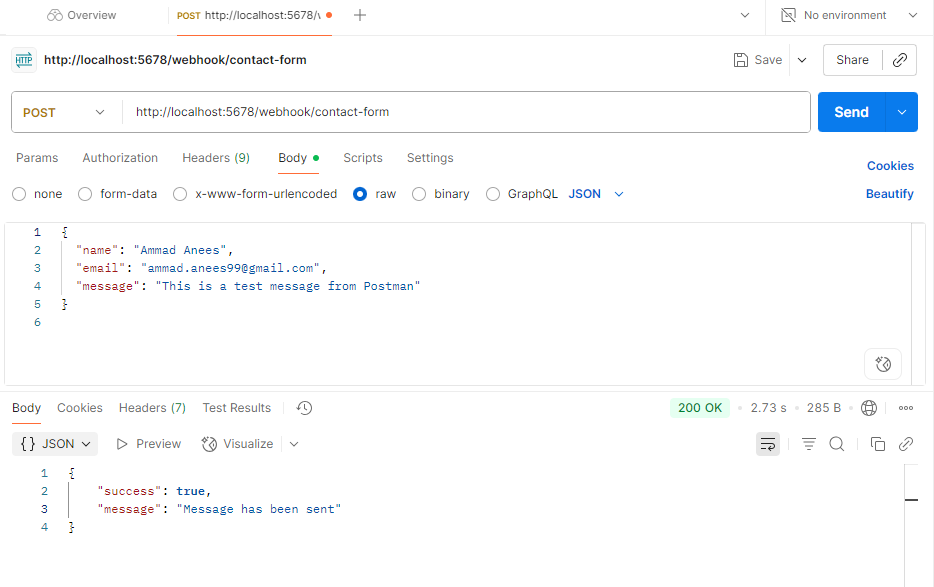 Overview
POST http://localhost:5678/\
No environment
HTTP http://localhost:5678/webhook/contact-form
Save
Share
POST http://localhost:5678/webhook/contact-form
Send
Params Authorization Headers (9) Body Scripts Settings
Cookies
none form-data x-www-form-urlencoded raw binary GraphQL JSON
Beautify
1 {
2 "name": "Ammad Anees",
3 "email": "ammad.anees99@gmail.com",
4 "message": "This is a test message from Postman"
5 }
6
Body Cookies Headers (7) Test Results
200 OK • 2.73 s • 285 B •
{} JSON Preview Visualize
1 {
2 "success": true,
3 "message": "Message has been sent"
4 }